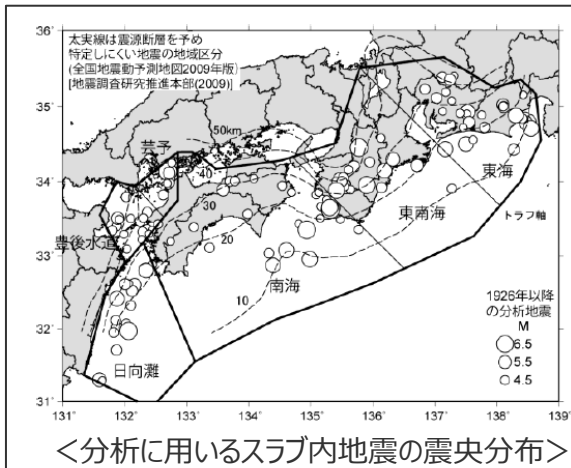 太実線は震源断層を予め
特定しにくい地震の地域区分
(全国地震動予測地図2009年版)
[地震調査研究推進本部(2009)]
36°
35°
34°
33°
32°
31°
131°
132°
133°
134°
135°
136°
137°
138°
139°
50km
40
30
20
10
芸予
豊後水道
日向灘
南海
東南海
東海
トラフ軸
1926年以降
の分析地震
M
6.5
5.5
4.5
＜分析に用いるスラブ内地震の震央分布＞